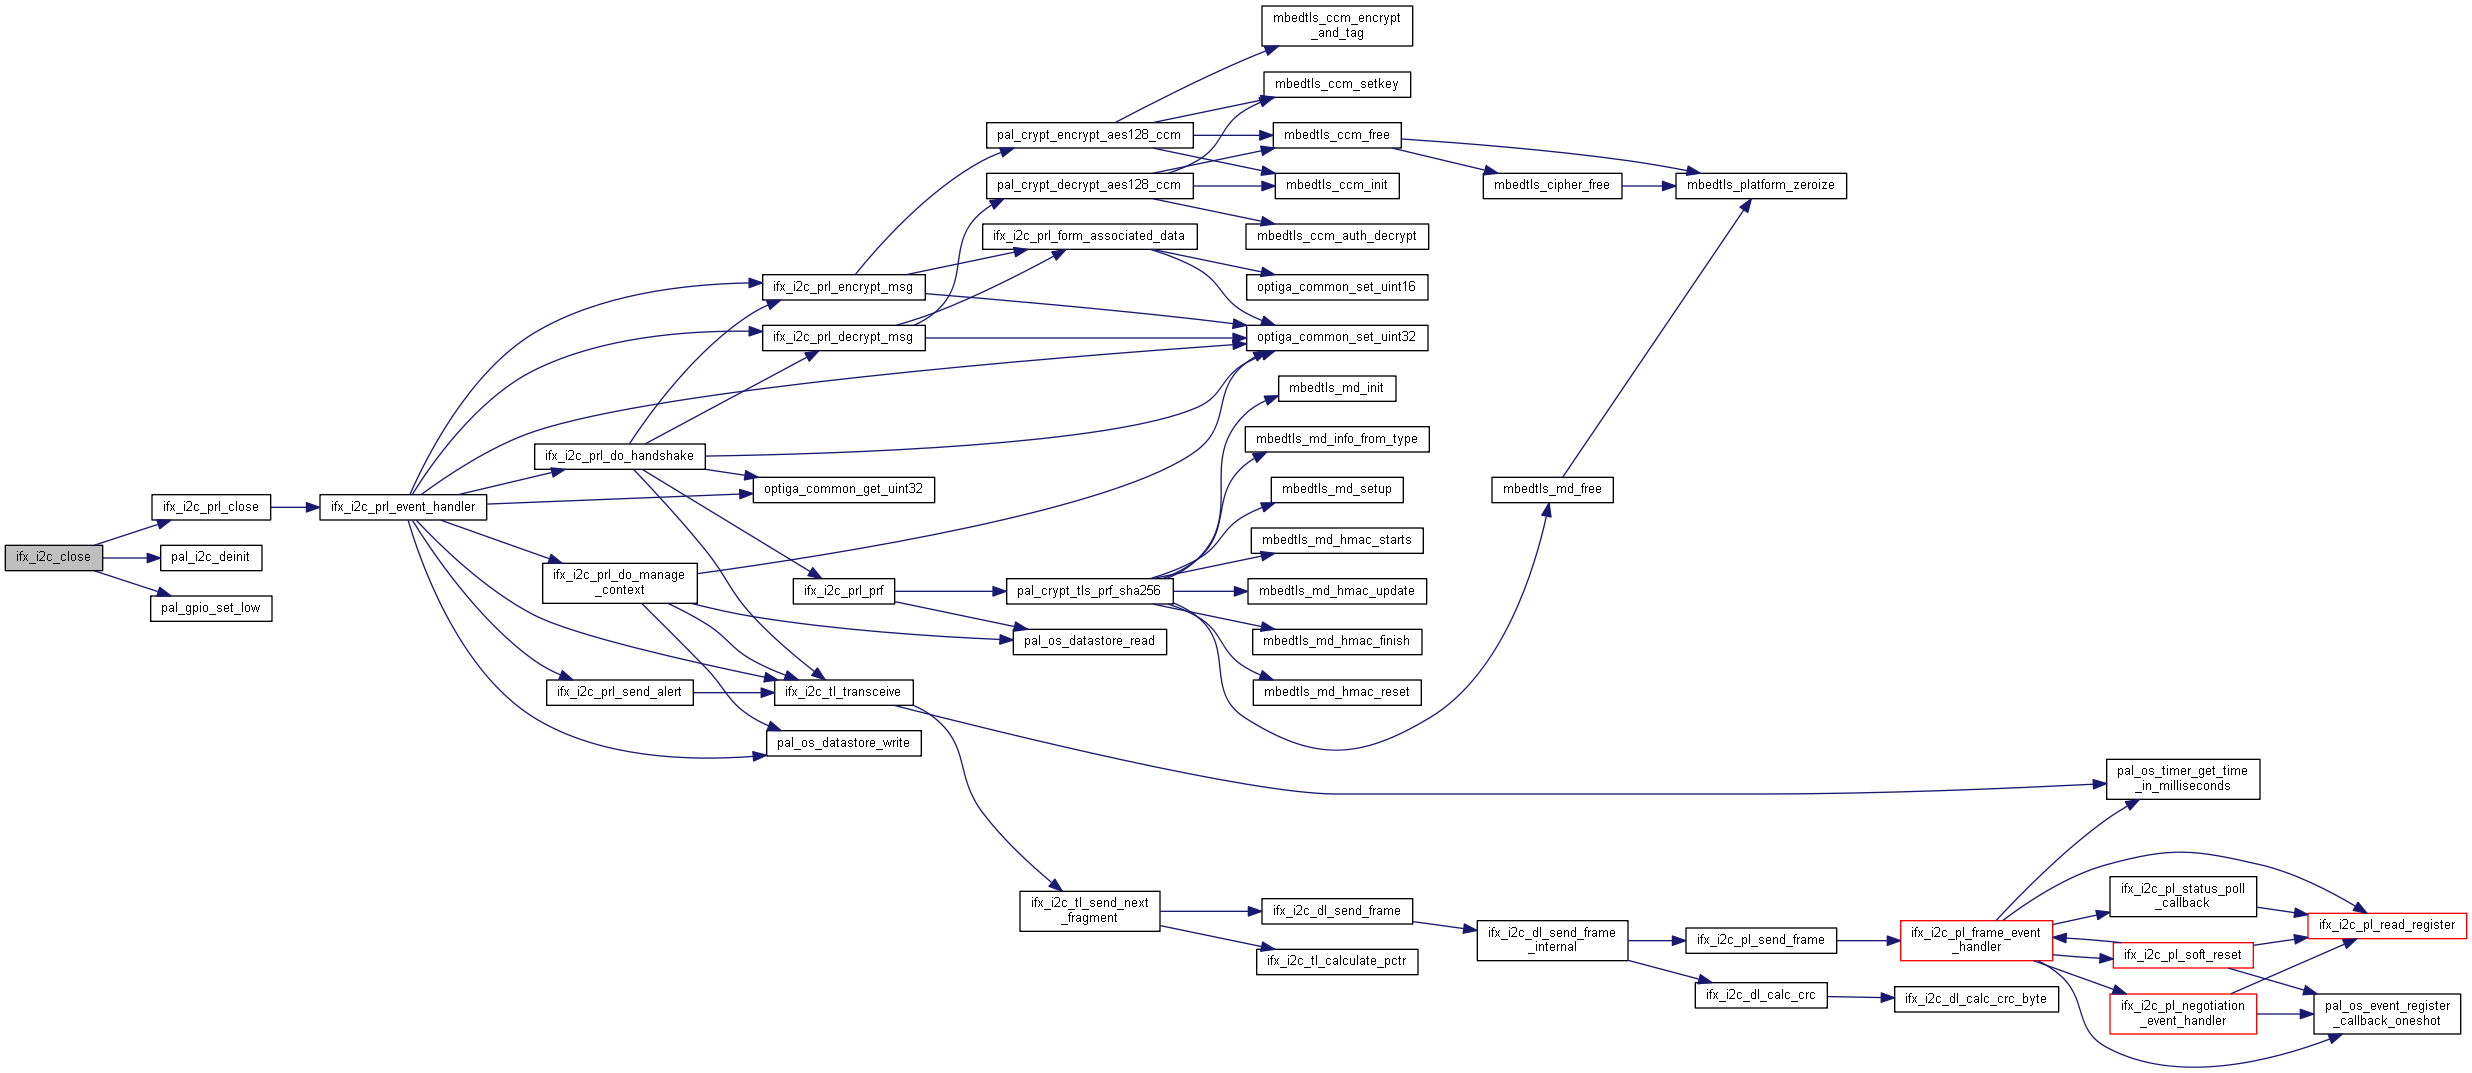 mbedtls_ccm_encrypt
_and_tag
mbedtls_ccm_setkey
pal_crypt_encrypt_aes128_ccm
mbedtls_ccm_free
pal_crypt_decrypt_aes128_ccm
mbedtls_ccm_init
mbedtls_cipher_free
mbedtls_platform_zeroize
ifx_i2c_prl_form_associated_data
mbedtls_ccm_auth_decrypt
ifx_i2c_prl_encrypt_msg
optiga_common_set_uint16
ifx_i2c_prl_decrypt_msg
optiga_common_set_uint32
mbedtls_md_init
mbedtls_md_info_from_type
ifx_i2c_prl_do_handshake
optiga_common_get_uint32
mbedtls_md_setup
mbedtls_md_free
ifx_i2c_prl_close
ifx_i2c_prl_event_handler
mbedtls_md_hmac_starts
ifx_i2c_close
pal_i2c_deinit
ifx_i2c_prl_do_manage
_context
ifx_i2c_prl_prf
pal_crypt_tls_prf_sha256
mbedtls_md_hmac_update
pal_gpio_set_low
pal_os_datastore_read
mbedtls_md_hmac_finish
ifx_i2c_prl_send_alert
ifx_i2c_tl_transceive
mbedtls_md_hmac_reset
pal_os_datastore_write
pal_os_timer_get_time
_in_milliseconds
ifx_i2c_tl_send_next
_fragment
ifx_i2c_dl_send_frame
ifx_i2c_tl_calculate_pctr
ifx_i2c_dl_send_frame
_internal
ifx_i2c_pl_send_frame
ifx_i2c_dl_calc_crc
ifx_i2c_pl_frame_event
_handler
ifx_i2c_dl_calc_crc_byte
ifx_i2c_pl_status_poll
_callback
ifx_i2c_pl_read_register
ifx_i2c_pl_soft_reset
ifx_i2c_pl_negotiation
_event_handler
pal_os_event_register
_callback_oneshot